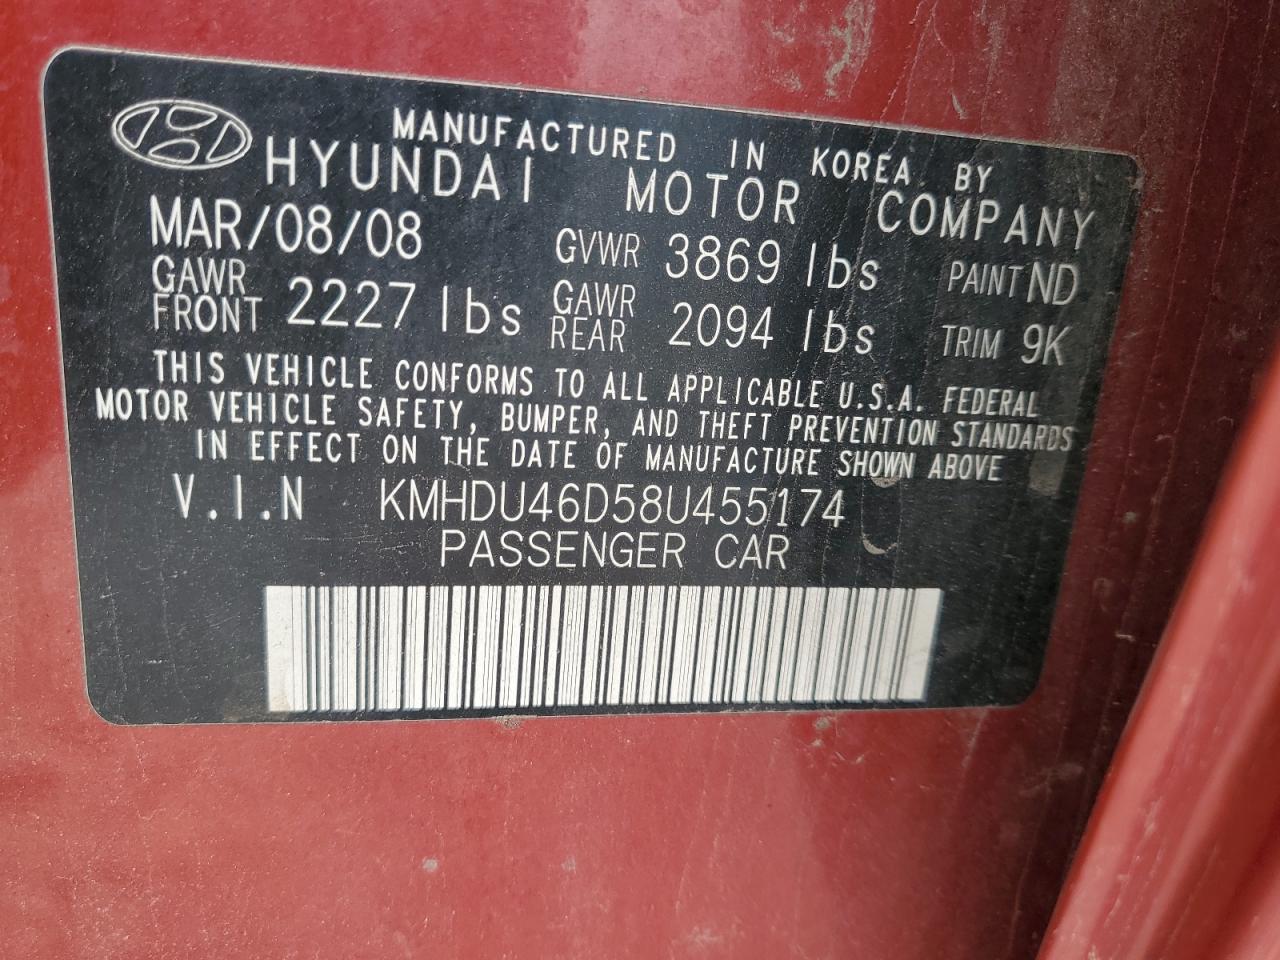 MANUFACTURED IN KOREA BY
HYUNDAI MOTOR COMPANY
MAR/08/08 GVWR 3869 lbs PAINT ND
GAWR FRONT 2227 lbs GAWR REAR 2094 lbs TRIM 9K
THIS VEHICLE CONFORMS TO ALL APPLICABLE U.S.A. FEDERAL
MOTOR VEHICLE SAFETY, BUMPER, AND THEFT PREVENTION STANDARDS
IN EFFECT ON THE DATE OF MANUFACTURE SHOWN ABOVE
V.I.N KMHDU46D58U455174
PASSENGER CAR